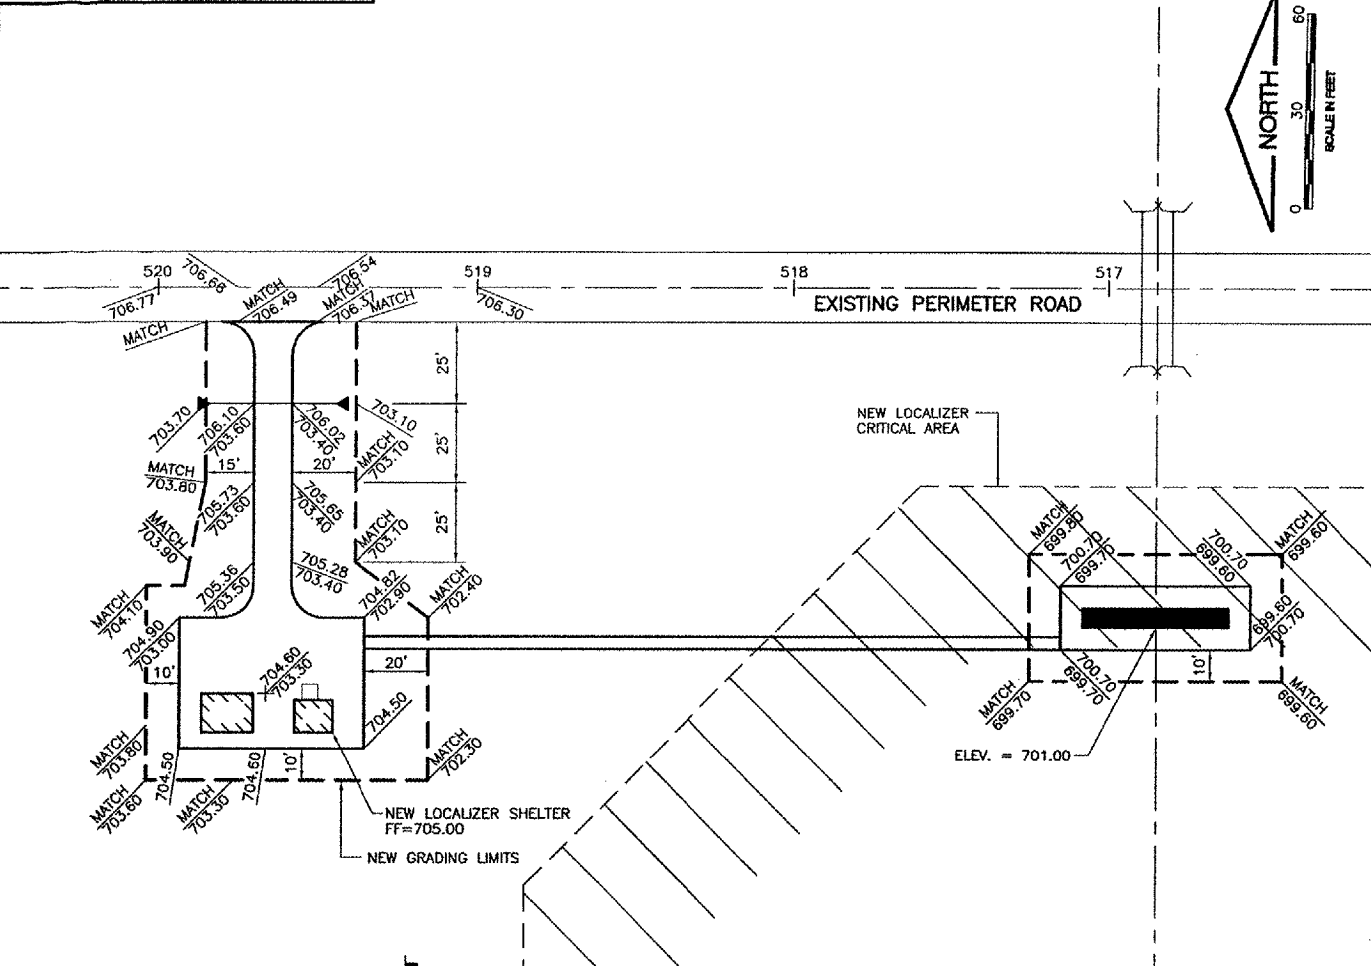 60
30
0
NORTH
SCALE IN FEET
520
706.66
MATCH
706.49
706.54
MATCH
706.37
MATCH
519
518
517
706.77
706.30
EXISTING PERIMETER ROAD
MATCH
25'
703.70
706.10
703.60
706.02
703.40
703.10
NEW LOCALIZER
CRITICAL AREA
25'
MATCH
703.10
MATCH
703.80
15'
20'
705.73
703.60
705.65
703.40
25'
MATCH
703.90
MATCH
703.10
MATCH
699.80
700.70
699.70
700.70
699.60
MATCH
699.60
705.36
703.50
705.28
703.40
704.82
702.90
MATCH
702.40
MATCH
704.10
704.90
703.00
699.60
700.70
10'
704.60
703.30
20'
10'
700.70
699.70
MATCH
699.70
MATCH
699.60
704.50
MATCH
703.80
704.50
704.60
10'
MATCH
702.30
ELEV. = 701.00
MATCH
703.60
MATCH
703.30
NEW LOCALIZER SHELTER
FF=705.00
NEW GRADING LIMITS